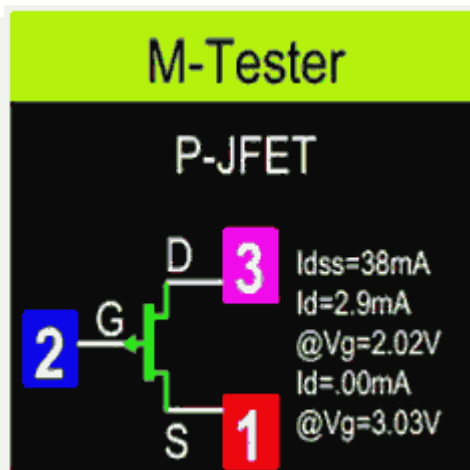 M-Tester
P-JFET
D
3
Idss=38mA
Id=2.9mA
@Vg=2.02V
Id=.00mA
@Vg=3.03V
G
2
S
1